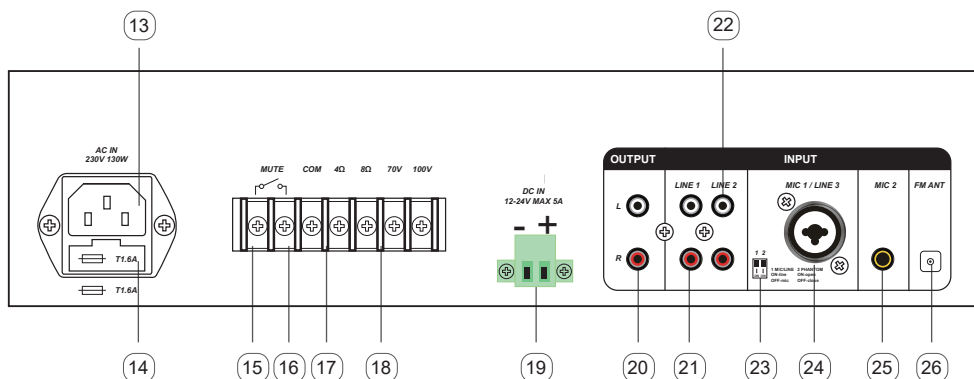 13
22
AC IN
230V 130W
T1.6A
T1.6A
MUTE COM 4Ω 8Ω 70V 100V
DC IN
12-24V MAX 5A
- +
OUTPUT INPUT
LINE 1 LINE 2 MIC 1 / LINE 3 MIC 2 FM ANT
L
R
1 2
1 MIC/LINE
ON-line
OFF-mic
2 PHANTOM
ON-open
OFF-close
14 15 16 17 18 19 20 21 23 24 25 26